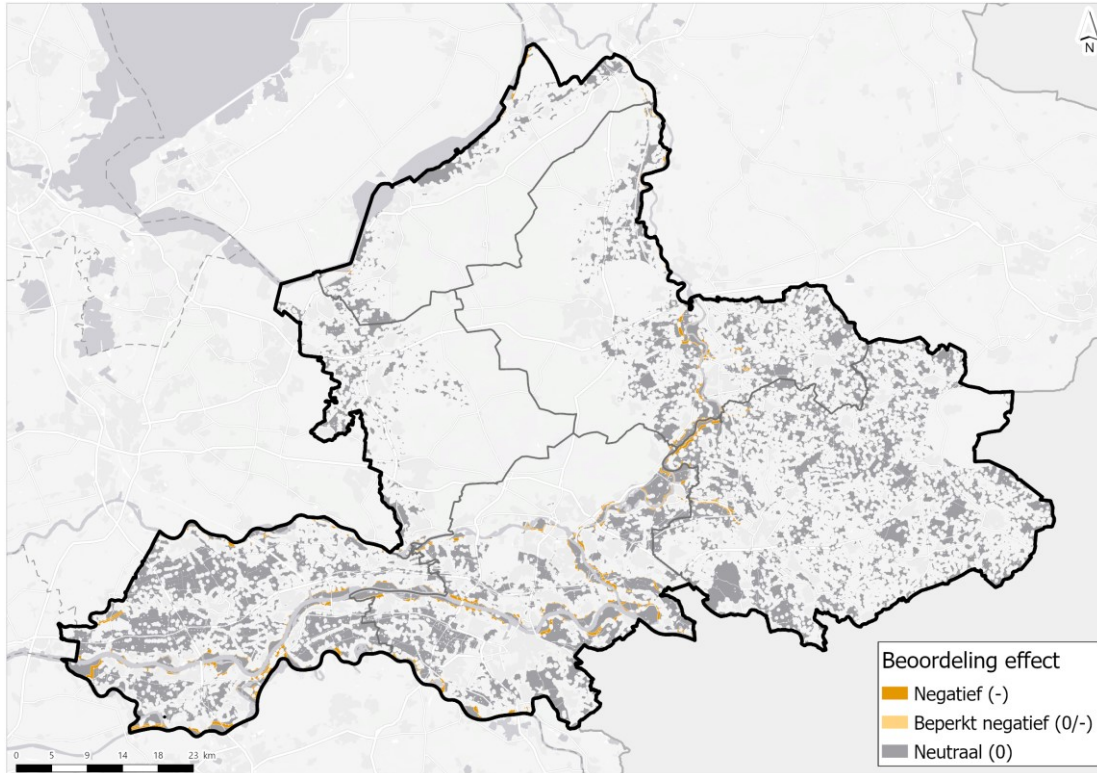 N
Beoordeling effect
Negatief (-)
Beperkt negatief (0/-)
Neutraal (0)
0 5 9 14 18 23 km